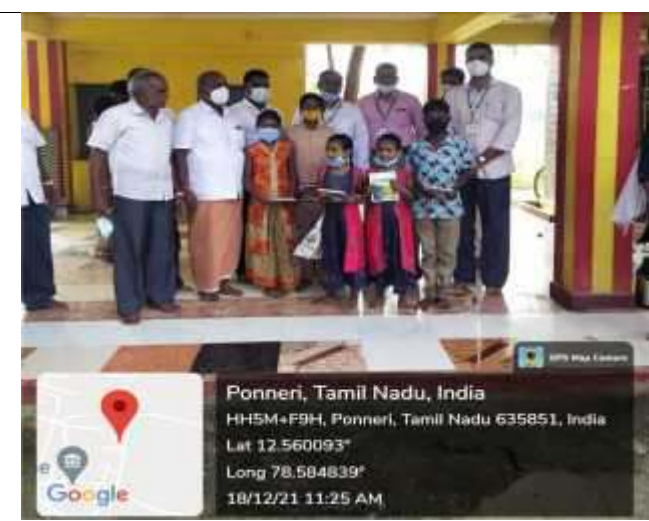 GPS Map Camera
Ponneri, Tamil Nadu, India
HH5M+F9H, Ponneri, Tamil Nadu 635851, India
Lat 12.560093°
Long 78.584839°
18/12/21 11:25 AM
Google